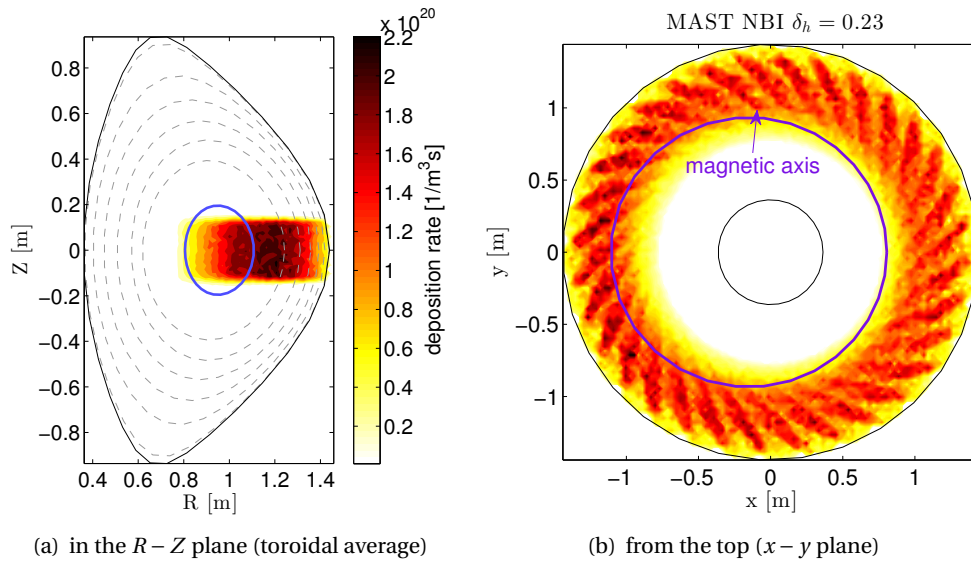 x 10^20
2.2
2
1.8
1.6
1.4
1.2
1
0.8
0.6
0.4
0.2
deposition rate [1/m³s]
0.8
0.6
0.4
0.2
0
−0.2
−0.4
−0.6
−0.8
Z [m]
0.4 0.6 0.8 1 1.2 1.4
R [m]
(a) in the R – Z plane (toroidal average)
MAST NBI δ_h = 0.23
1
0.5
0
−0.5
−1
y [m]
magnetic axis
−1 −0.5 0 0.5 1
x [m]
(b) from the top (x – y plane)